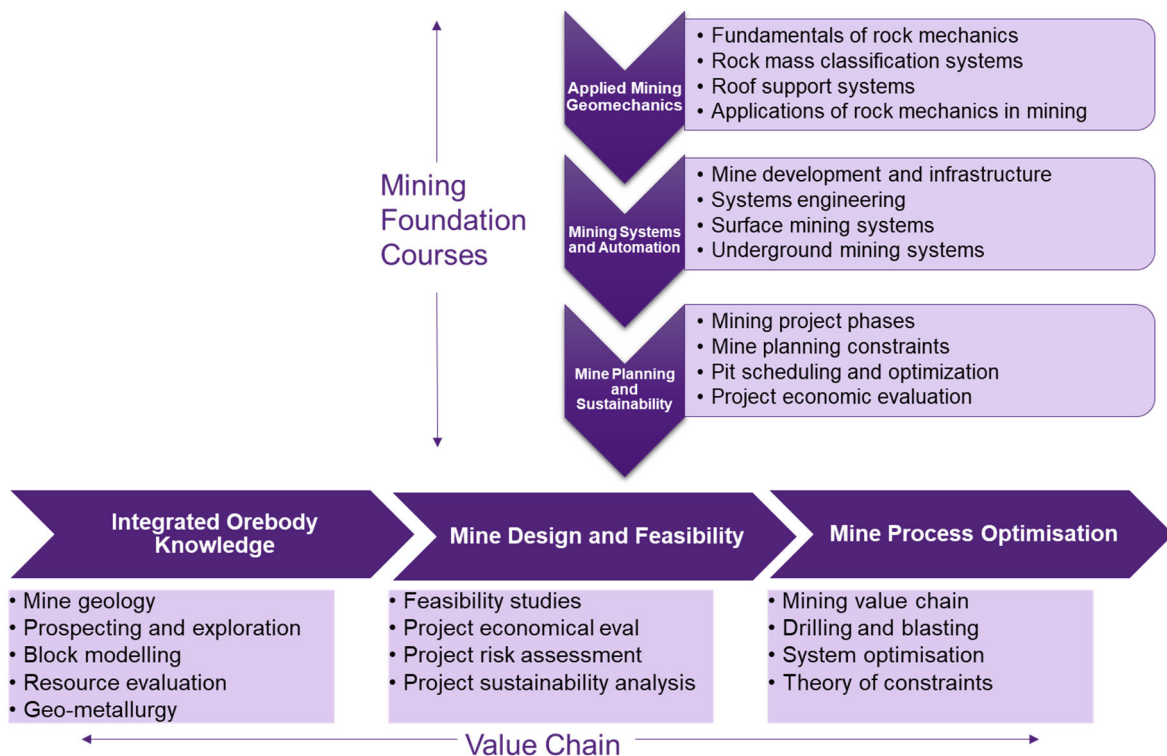 Mining
Foundation
Courses
Applied Mining
Geomechanics
• Fundamentals of rock mechanics
• Rock mass classification systems
• Roof support systems
• Applications of rock mechanics in mining
Mining Systems
and Automation
• Mine development and infrastructure
• Systems engineering
• Surface mining systems
• Underground mining systems
Mine Planning
and
Sustainability
• Mining project phases
• Mine planning constraints
• Pit scheduling and optimization
• Project economic evaluation
Integrated Orebody
Knowledge
• Mine geology
• Prospecting and exploration
• Block modelling
• Resource evaluation
• Geo-metallurgy
Mine Design and Feasibility
• Feasibility studies
• Project economical eval
• Project risk assessment
• Project sustainability analysis
Mine Process Optimisation
• Mining value chain
• Drilling and blasting
• System optimisation
• Theory of constraints
Value Chain